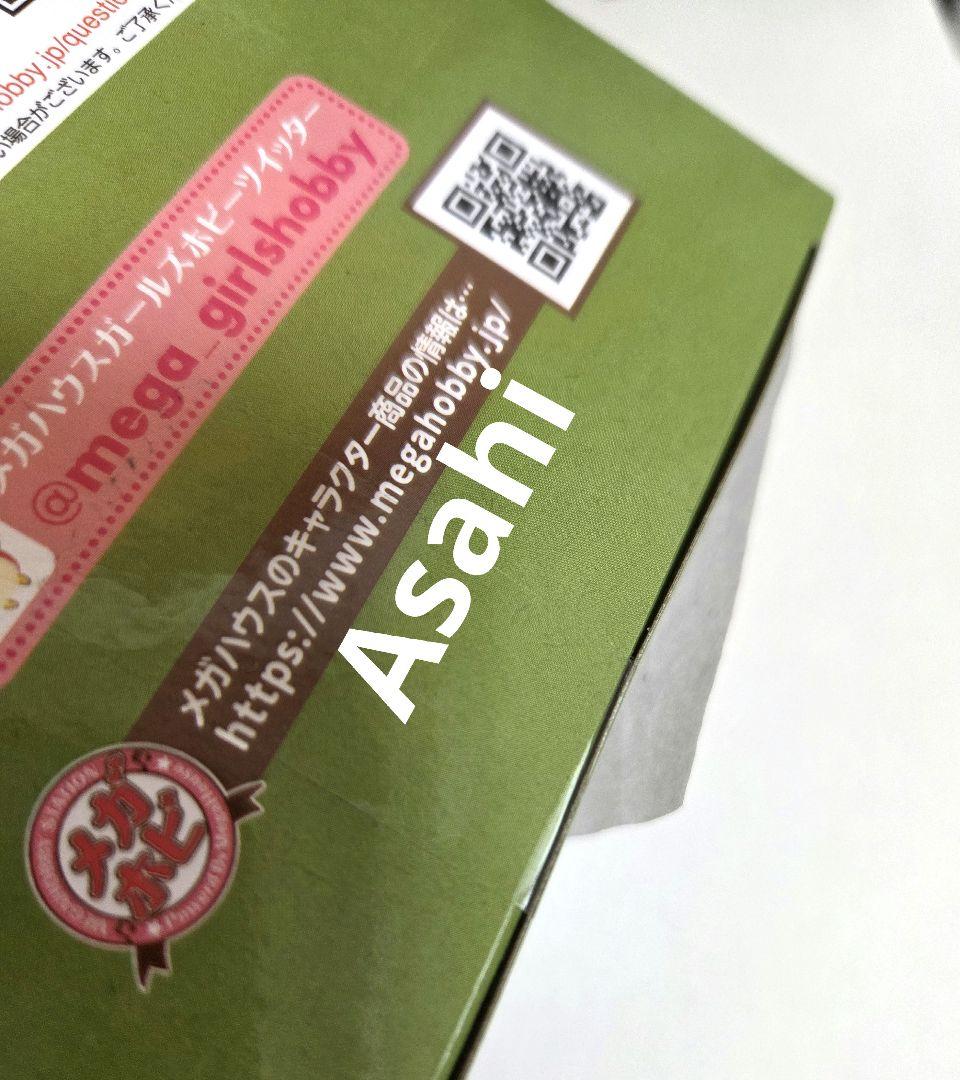 obby.jp/questio
い場合がございます。ご了承く
メガハウスガールズホビーツイッター
@mega_girlshobby
メガハウスのキャラクター商品の情報は…
https://www.megahobby.jp/
Asahi
メガ
ホビ
STATION